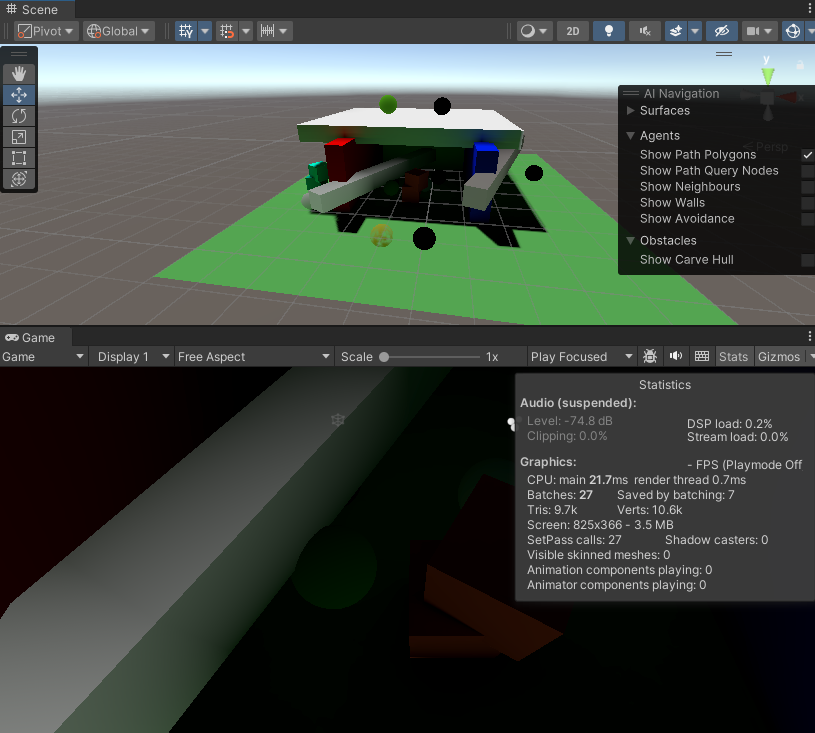 Scene
Pivot Global 2D
y
AI Navigation
Surfaces
Persp
Agents
Show Path Polygons
Show Path Query Nodes
Show Neighbours
Show Walls
Show Avoidance
Obstacles
Show Carve Hull
Game
Game Display 1 Free Aspect Scale 1x Play Focused Stats Gizmos
Statistics
Audio (suspended):
Level: -74.8 dB DSP load: 0.2%
Clipping: 0.0% Stream load: 0.0%
Graphics: - FPS (Playmode Off
CPU: main 21.7ms render thread 0.7ms
Batches: 27 Saved by batching: 7
Tris: 9.7k Verts: 10.6k
Screen: 825x366 - 3.5 MB
SetPass calls: 27 Shadow casters: 0
Visible skinned meshes: 0
Animation components playing: 0
Animator components playing: 0